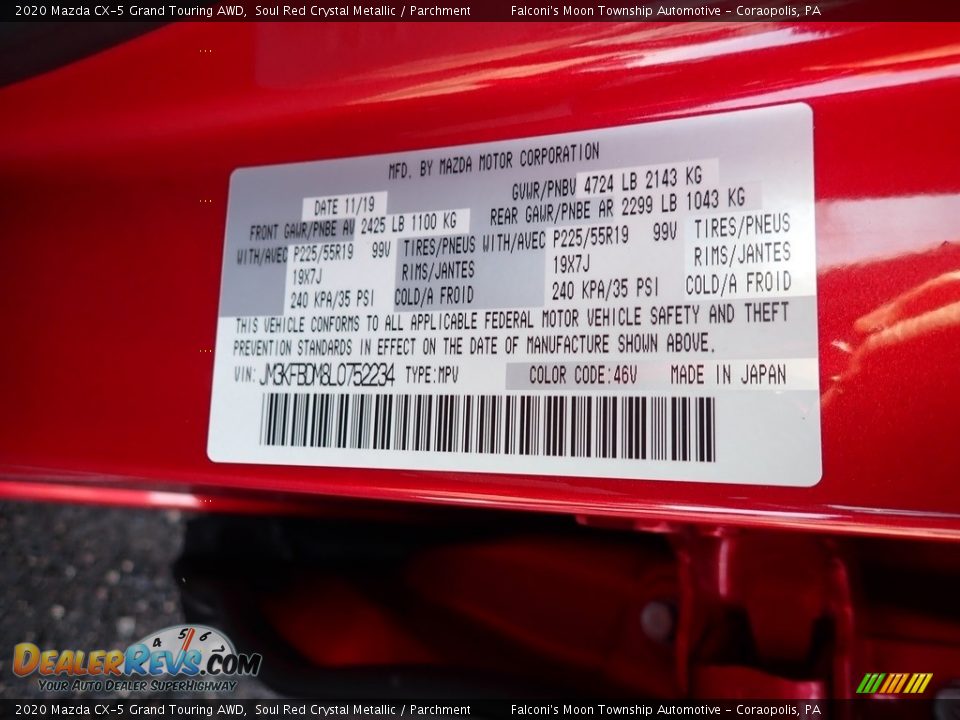 2020 Mazda CX-5 Grand Touring AWD, Soul Red Crystal Metallic / Parchment Falconi's Moon Township Automotive - Coraopolis, PA
MFD. BY MAZDA MOTOR CORPORATION
DATE 11/19 GVWR/PNBV 4724 LB 2143 KG
FRONT GAWR/PNBE AV 2425 LB 1100 KG REAR GAWR/PNBE AR 2299 LB 1043 KG
WITH/AVEC P225/55R19 99V TIRES/PNEUS WITH/AVEC P225/55R19 99V TIRES/PNEUS
19X7J RIMS/JANTES 19X7J RIMS/JANTES
240 KPA/35 PSI COLD/A FROID 240 KPA/35 PSI COLD/A FROID
THIS VEHICLE CONFORMS TO ALL APPLICABLE FEDERAL MOTOR VEHICLE SAFETY AND THEFT
PREVENTION STANDARDS IN EFFECT ON THE DATE OF MANUFACTURE SHOWN ABOVE.
VIN: JM3KFBDM8L0752234 TYPE:MPV COLOR CODE:46V MADE IN JAPAN
4 5 6 7
DEALERREVS.COM
YOUR AUTO DEALER SUPERHIGHWAY
2020 Mazda CX-5 Grand Touring AWD, Soul Red Crystal Metallic / Parchment Falconi's Moon Township Automotive - Coraopolis, PA